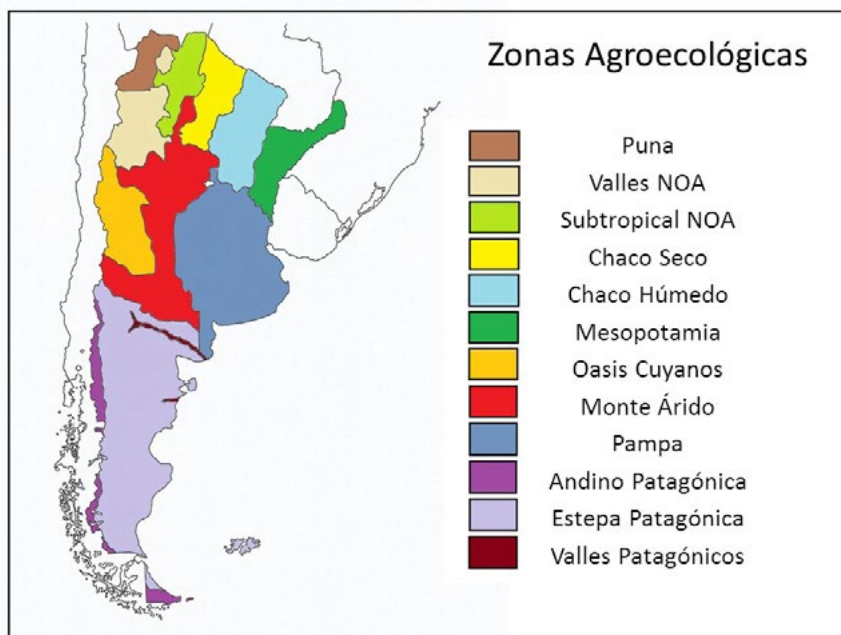 Zonas Agroecológicas
Puna
Valles NOA
Subtropical NOA
Chaco Seco
Chaco Húmedo
Mesopotamia
Oasis Cuyanos
Monte Árido
Pampa
Andino Patagónica
Estepa Patagónica
Valles Patagónicos